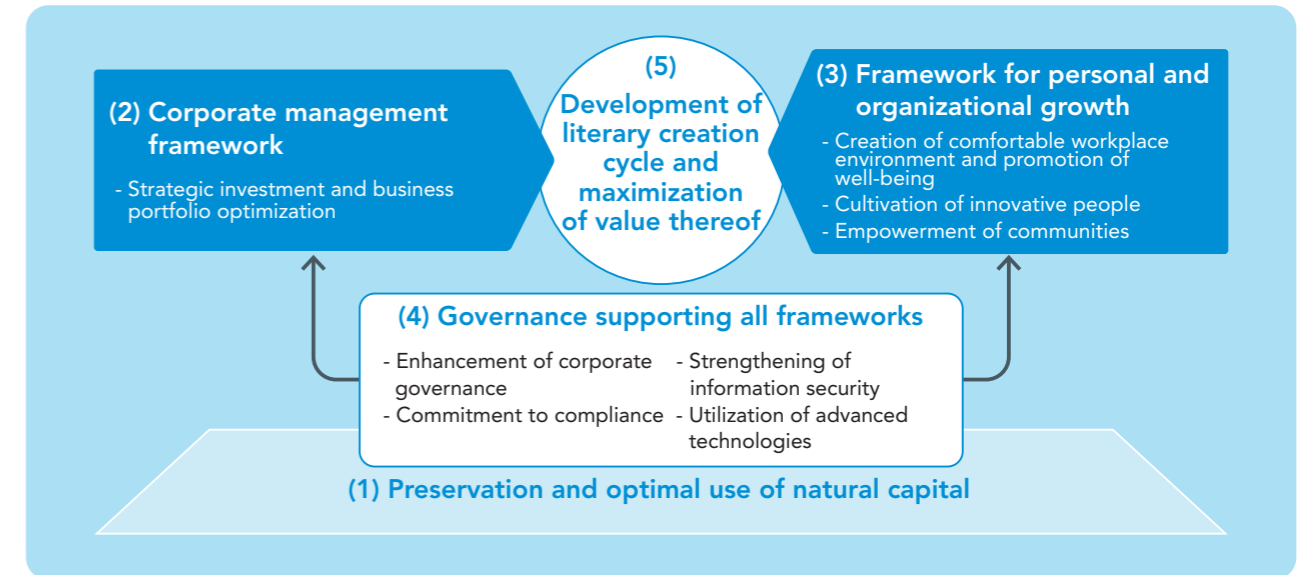 (2) Corporate management
framework
- Strategic investment and business
portfolio optimization
(5)
Development of
literary creation
cycle and
maximization
of value thereof
(3) Framework for personal and
organizational growth
- Creation of comfortable workplace
environment and promotion of
well-being
- Cultivation of innovative people
- Empowerment of communities
(4) Governance supporting all frameworks
- Enhancement of corporate
governance
- Commitment to compliance
- Strengthening of
information security
- Utilization of advanced
technologies
(1) Preservation and optimal use of natural capital